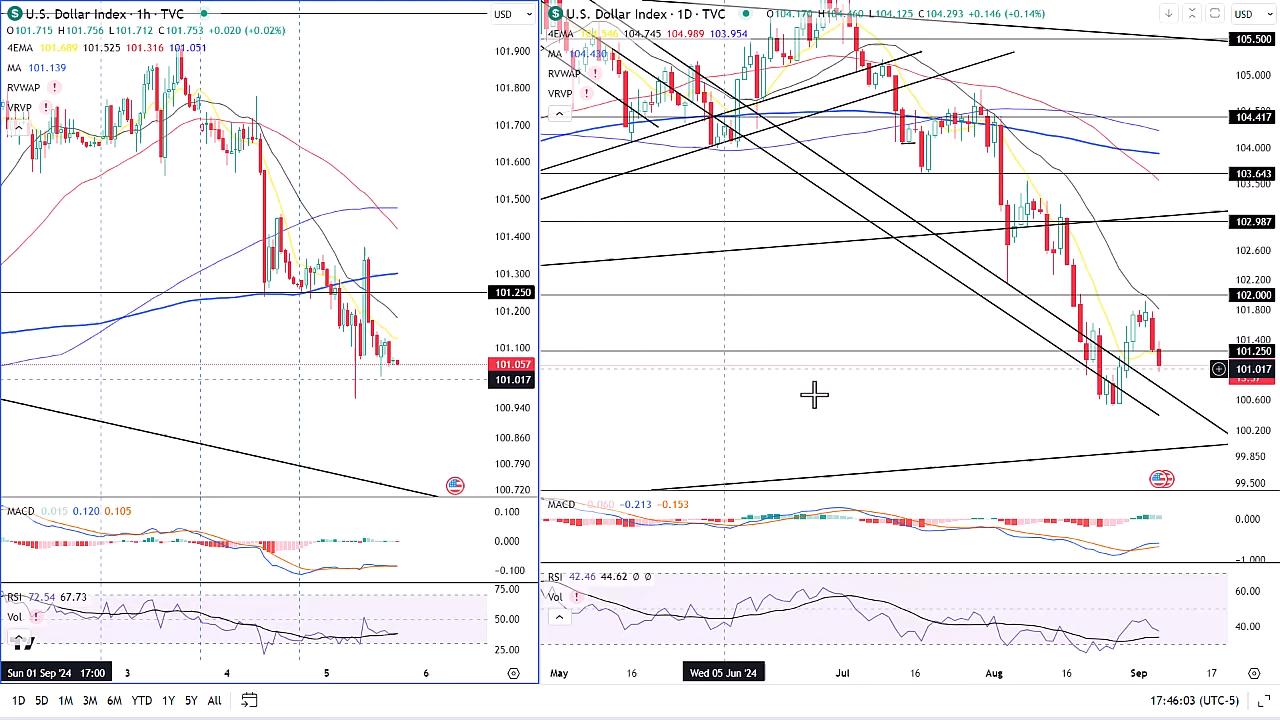 U.S. Dollar Index · 1h · TVC
USD
O101.715 H101.756 L101.712 C101.753 +0.020 (+0.02%)
4EMA 101.689 101.525 101.316 101.051
MA 101.139
RVWAP !
VRVP !
101.900
101.800
101.700
101.600
101.500
101.400
101.300
101.250
101.200
101.100
101.057
101.017
100.940
100.860
100.790
100.720
MACD 0.015 0.120 0.105
0.100
0.000
−0.100
RSI 72.54 67.73
Vol !
75.00
50.00
25.00
Sun 01 Sep '24 17:00
3
4
5
6
U.S. Dollar Index · 1D · TVC
O104.170 H104.460 L104.125 C104.293 +0.146 (+0.14%)
USD
4EMA 104.745 104.989 103.954
MA 104.430
RVWAP !
VRVP !
105.500
105.000
104.417
104.000
103.643
103.500
102.987
102.600
102.200
102.000
101.800
101.400
101.250
101.017
100.600
100.200
99.850
99.500
MACD −0.060 −0.213 −0.153
0.000
−1.000
RSI 42.46 44.62 Ø Ø
Vol !
60.00
40.00
May
16
Wed 05 Jun '24
Jul
16
Aug
16
Sep
17
1D 5D 1M 3M 6M YTD 1Y 5Y All
17:46:03 (UTC-5)